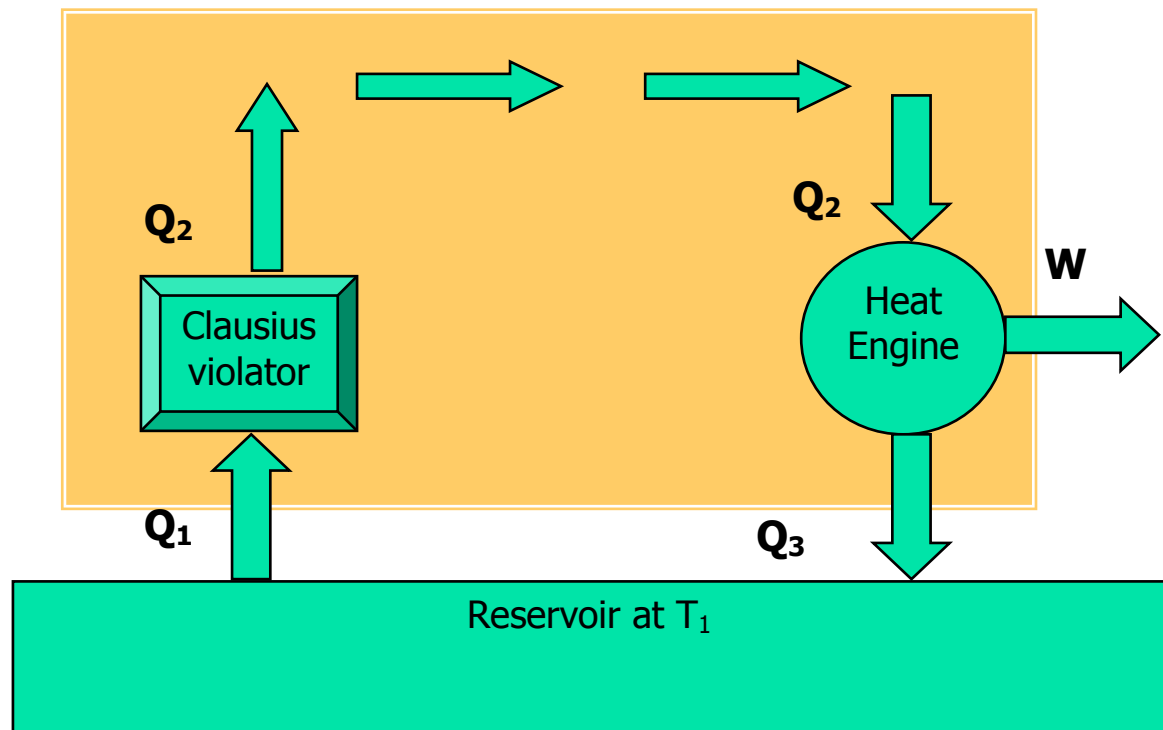 Q₂
Q₂
W
Clausius
violator
Heat
Engine
Q₁
Q₃
Reservoir at T₁